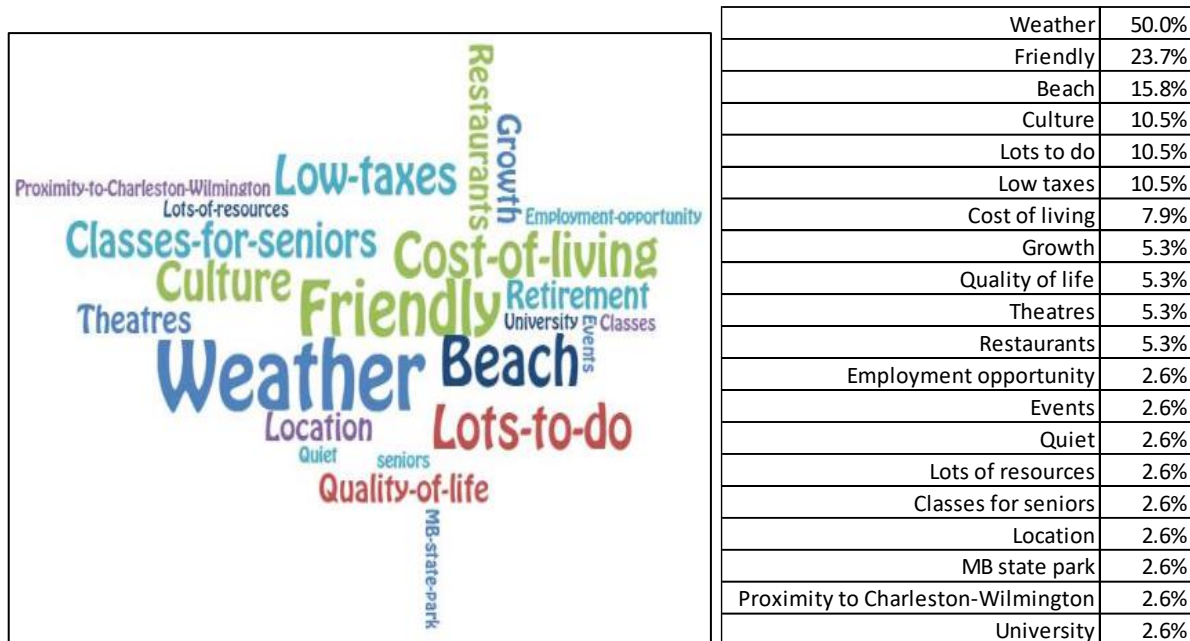 Restaurants
Growth
Low-taxes
Proximity-to-Charleston-Wilmington
Lots-of-resources
Employment-opportunity
Classes-for-seniors
Cost-of-living
Culture
Friendly
Retirement
Theatres
University
Events
Classes
Weather
Beach
Location
Lots-to-do
Quiet
seniors
Quality-of-life
MB-state-park
Weather 50.0%
Friendly 23.7%
Beach 15.8%
Culture 10.5%
Lots to do 10.5%
Low taxes 10.5%
Cost of living 7.9%
Growth 5.3%
Quality of life 5.3%
Theatres 5.3%
Restaurants 5.3%
Employment opportunity 2.6%
Events 2.6%
Quiet 2.6%
Lots of resources 2.6%
Classes for seniors 2.6%
Location 2.6%
MB state park 2.6%
Proximity to Charleston-Wilmington 2.6%
University 2.6%